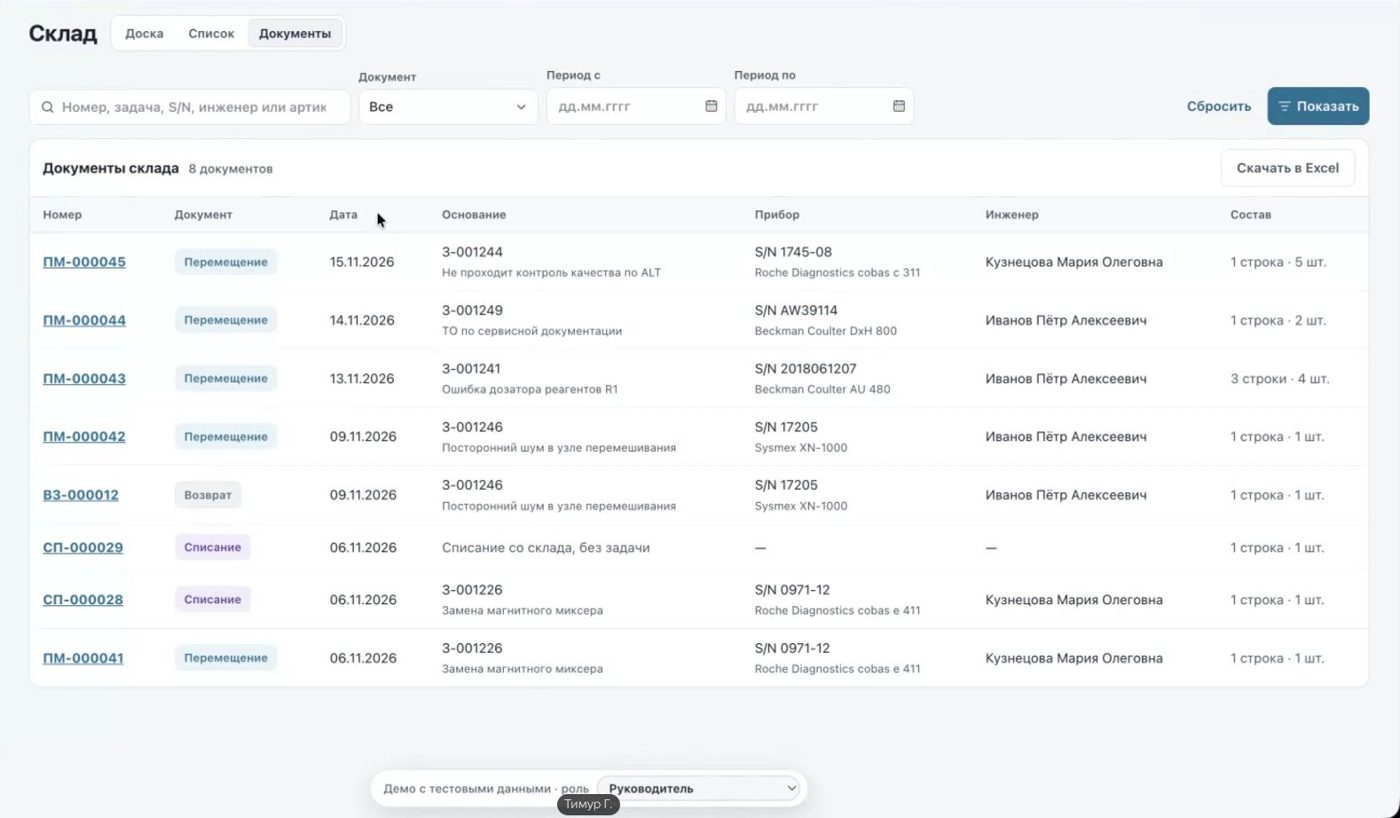 Склад
Доска Список Документы
Документ Период с Период по
Номер, задача, S/N, инженер или артик Все дд.мм.гггг дд.мм.гггг Сбросить Показать
Документы склада 8 документов Скачать в Excel
Номер Документ Дата Основание Прибор Инженер Состав
ПМ-000045 Перемещение 15.11.2026 З-001244 S/N 1745-08 Кузнецова Мария Олеговна 1 строка · 5 шт.
Не проходит контроль качества по ALT Roche Diagnostics cobas c 311
ПМ-000044 Перемещение 14.11.2026 З-001249 S/N AW39114 Иванов Пётр Алексеевич 1 строка · 2 шт.
ТО по сервисной документации Beckman Coulter DxH 800
ПМ-000043 Перемещение 13.11.2026 З-001241 S/N 2018061207 Иванов Пётр Алексеевич 3 строки · 4 шт.
Ошибка дозатора реагентов R1 Beckman Coulter AU 480
ПМ-000042 Перемещение 09.11.2026 З-001246 S/N 17205 Иванов Пётр Алексеевич 1 строка · 1 шт.
Посторонний шум в узле перемешивания Sysmex XN-1000
ВЗ-000012 Возврат 09.11.2026 З-001246 S/N 17205 Иванов Пётр Алексеевич 1 строка · 1 шт.
Посторонний шум в узле перемешивания Sysmex XN-1000
СП-000029 Списание 06.11.2026 Списание со склада, без задачи — — 1 строка · 1 шт.
СП-000028 Списание 06.11.2026 З-001226 S/N 0971-12 Кузнецова Мария Олеговна 1 строка · 1 шт.
Замена магнитного миксера Roche Diagnostics cobas e 411
ПМ-000041 Перемещение 06.11.2026 З-001226 S/N 0971-12 Кузнецова Мария Олеговна 1 строка · 1 шт.
Замена магнитного миксера Roche Diagnostics cobas e 411
Демо с тестовыми данными · роль Руководитель
Тимур Г.